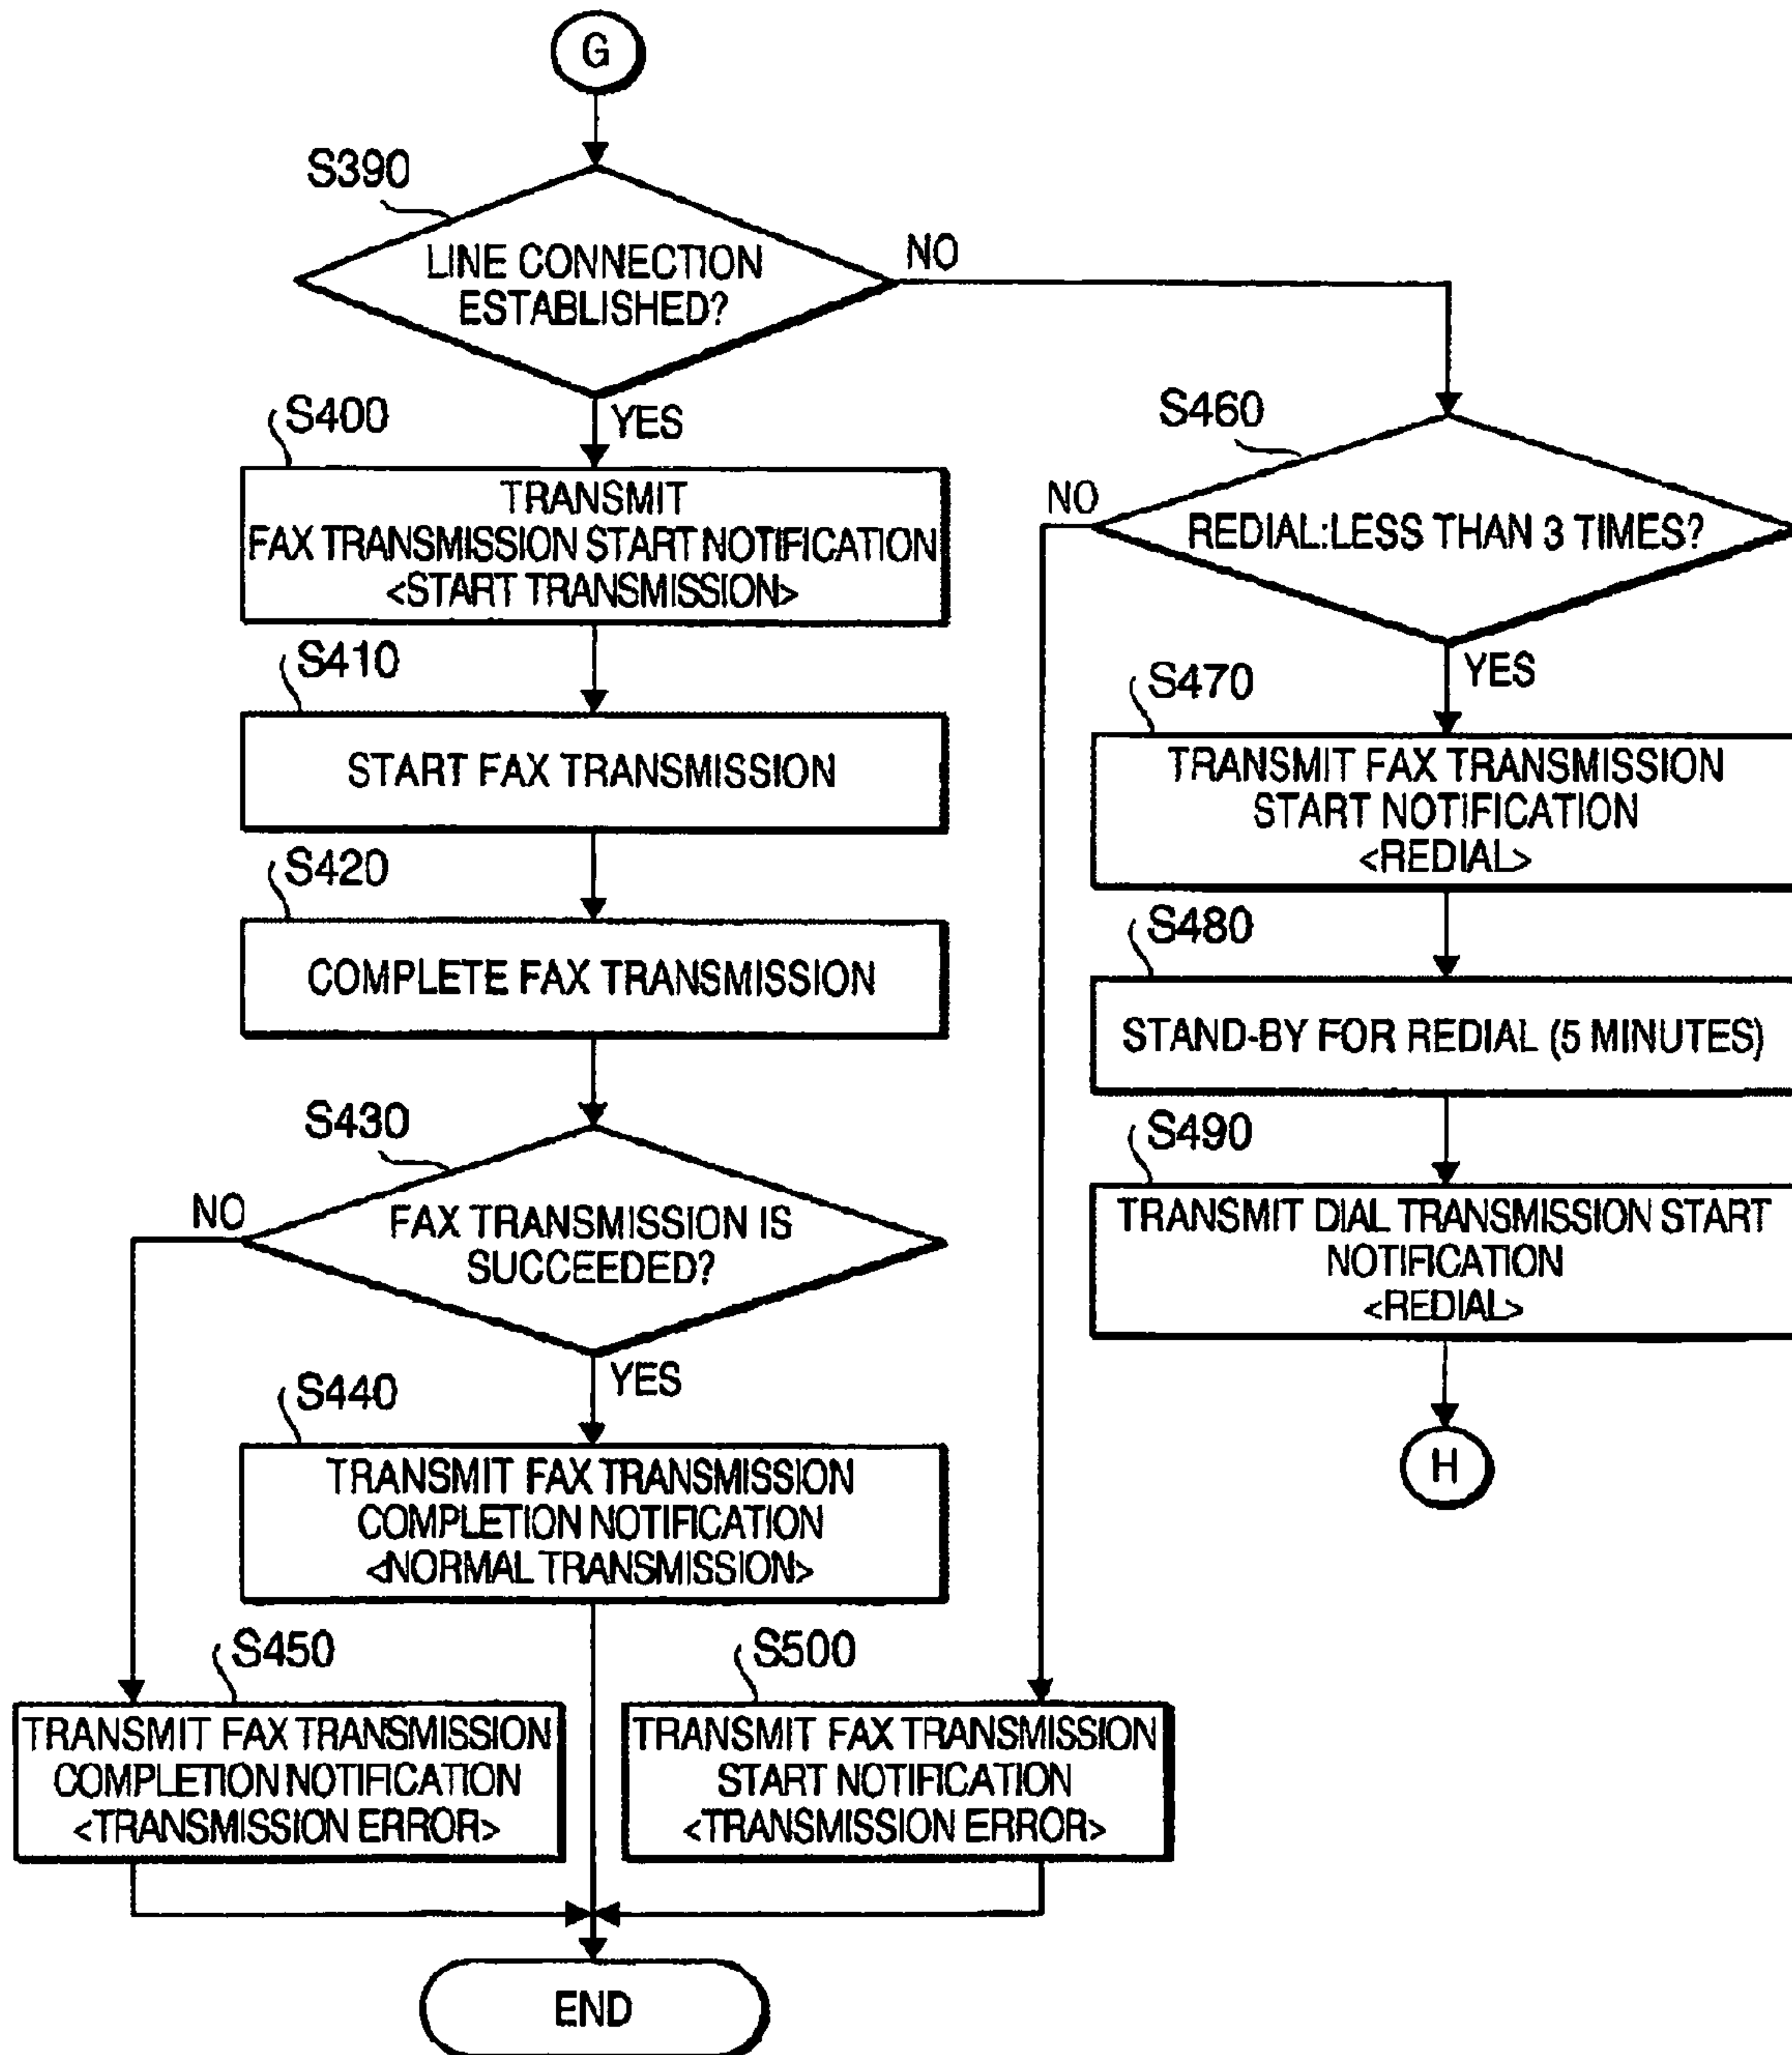 G
S390
LINE CONNECTION
ESTABLISHED?
NO
YES
S400
TRANSMIT
FAX TRANSMISSION START NOTIFICATION
<START TRANSMISSION>
S410
START FAX TRANSMISSION
S420
COMPLETE FAX TRANSMISSION
S430
FAX TRANSMISSION IS
SUCCEEDED?
NO
YES
S440
TRANSMIT FAX TRANSMISSION
COMPLETION NOTIFICATION
<NORMAL TRANSMISSION>
S450
TRANSMIT FAX TRANSMISSION
COMPLETION NOTIFICATION
<TRANSMISSION ERROR>
S460
REDIAL:LESS THAN 3 TIMES?
NO
YES
S470
TRANSMIT FAX TRANSMISSION
START NOTIFICATION
<REDIAL>
S480
STAND-BY FOR REDIAL (5 MINUTES)
S490
TRANSMIT DIAL TRANSMISSION START
NOTIFICATION
<REDIAL>
H
S500
TRANSMIT FAX TRANSMISSION
START NOTIFICATION
<TRANSMISSION ERROR>
END